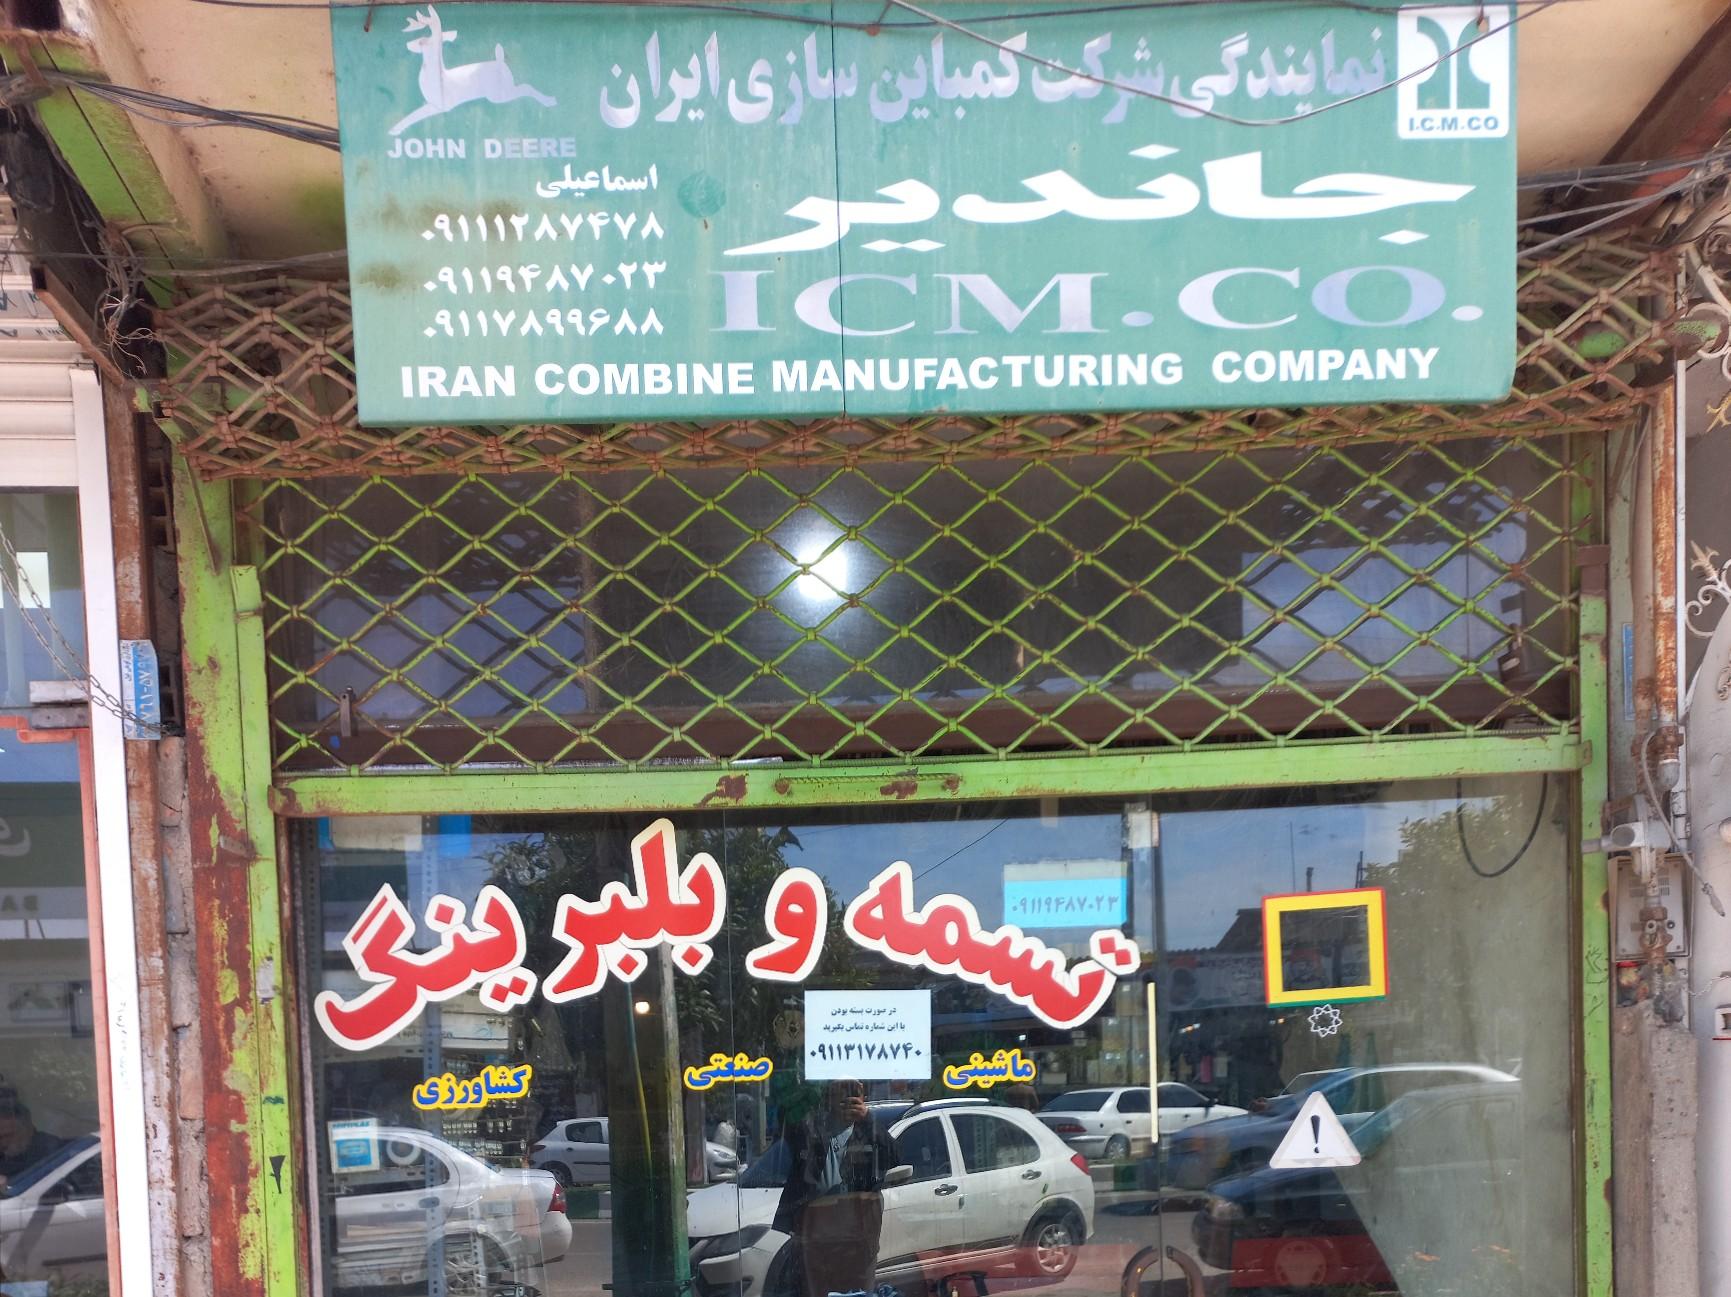 نمایندگی شرکت کمباین سازی ایران
I.C.M.CO
JOHN DEERE
جاندیر
اسماعیلی
۰۹۱۱۱۲۸۷۴۷۸
۰۹۱۱۹۴۸۷۰۲۳
۰۹۱۱۷۸۹۹۶۸۸
ICM.CO.
IRAN COMBINE MANUFACTURING COMPANY
تسمه و بلبرینگ
۰۹۱۱۹۴۸۷۰۲۳
در صورت بسته بودن
با این شماره تماس بگیرید
۰۹۱۱۳۱۷۸۷۴۰
ماشینی
صنعتی
کشاورزی